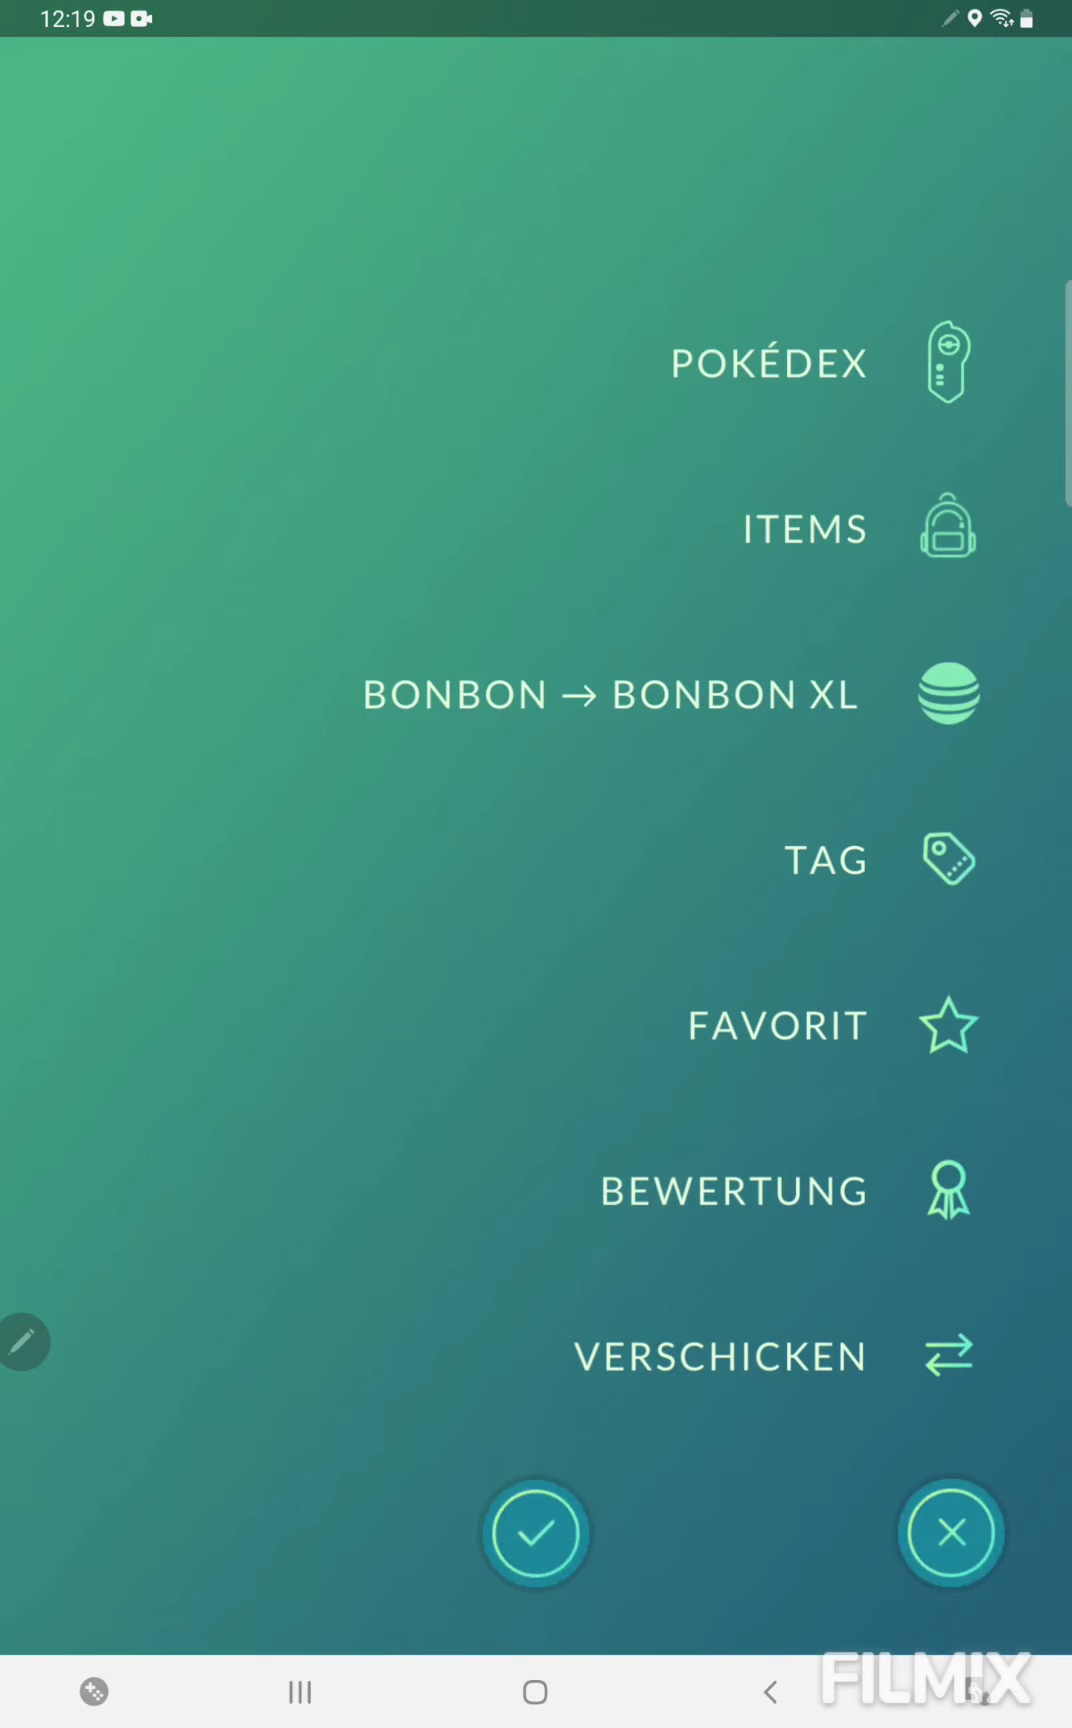 12:19
POKÉDEX
ITEMS
BONBON → BONBON XL
TAG
FAVORIT
BEWERTUNG
VERSCHICKEN
FILMIX